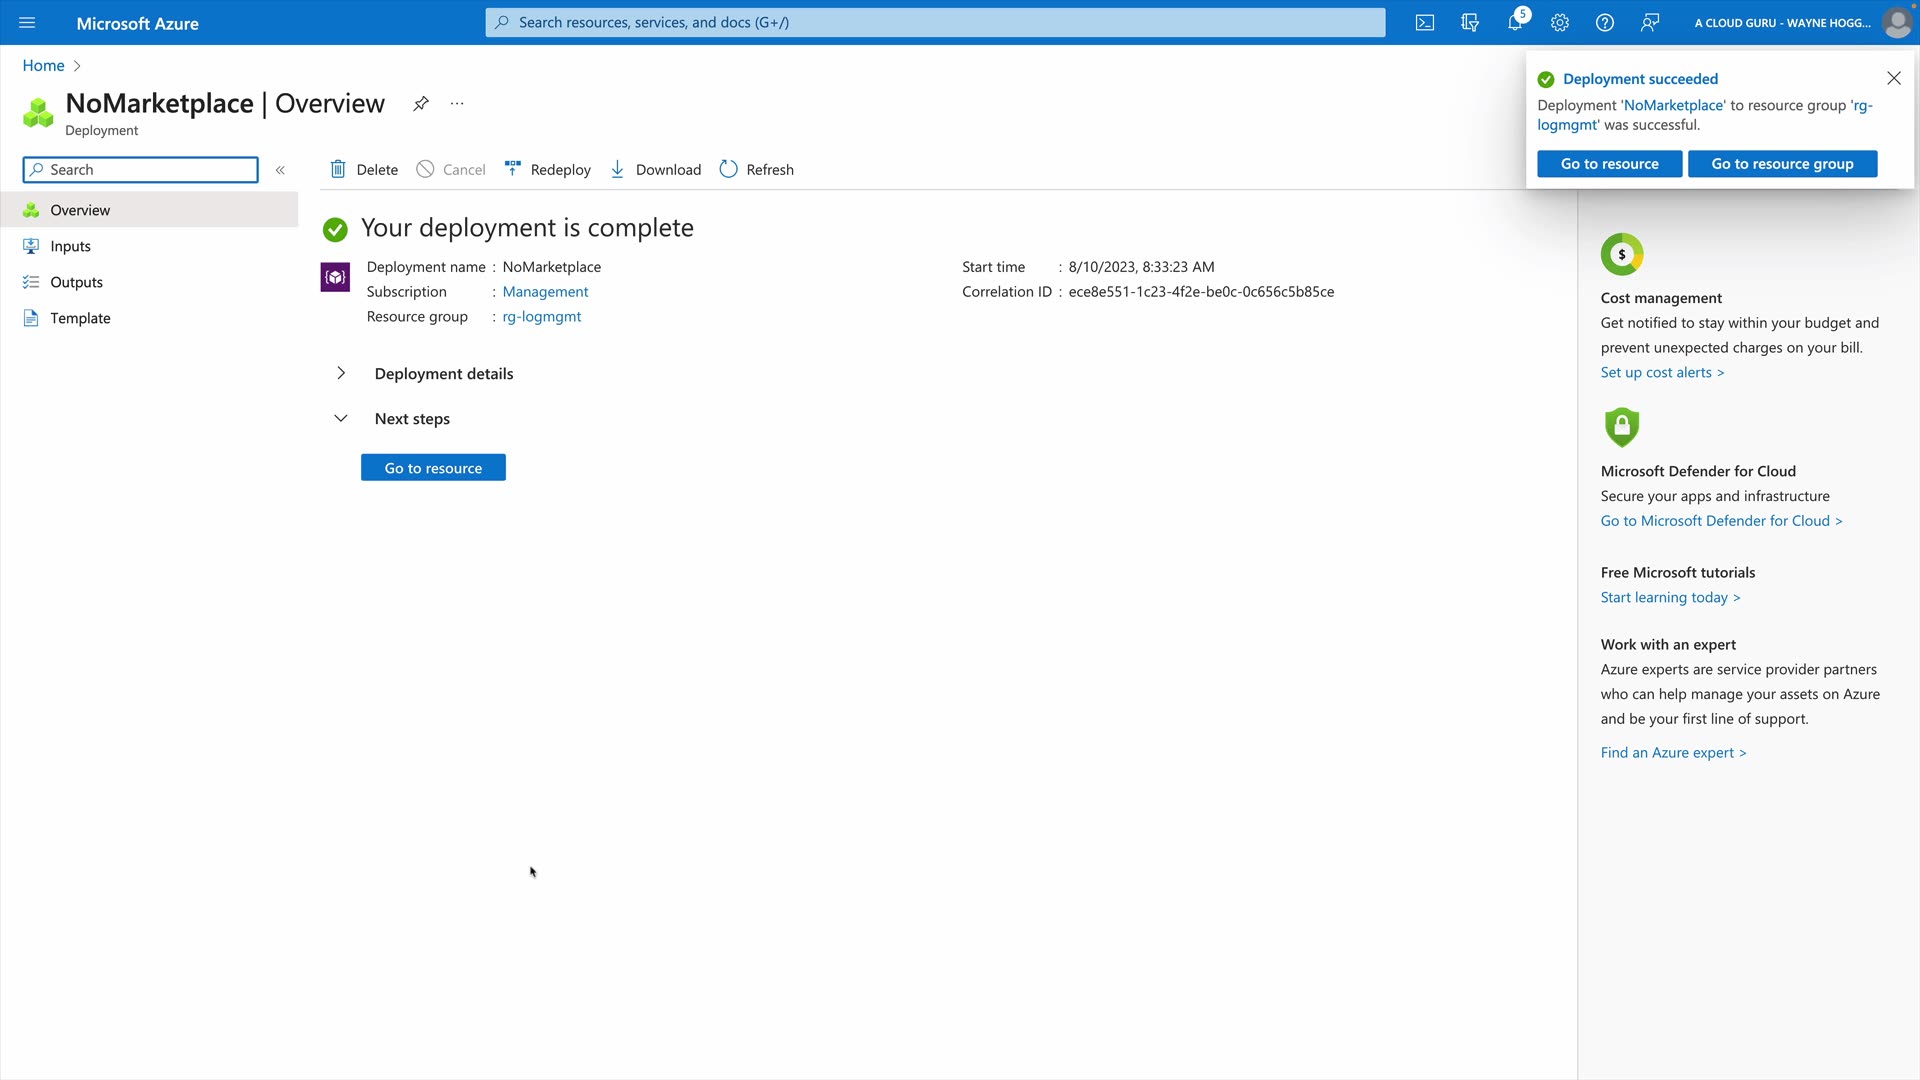 Microsoft Azure
Search resources, services, and docs (G+/)
5
A CLOUD GURU - WAYNE HOGG...
Home
NoMarketplace | Overview
Deployment
Deployment succeeded
Deployment 'NoMarketplace' to resource group 'rg-
logmgmt' was successful.
Go to resource
Go to resource group
Search
Overview
Inputs
Outputs
Template
Delete
Cancel
Redeploy
Download
Refresh
Your deployment is complete
Deployment name : NoMarketplace
Subscription : Management
Resource group : rg-logmgmt
Start time : 8/10/2023, 8:33:23 AM
Correlation ID : ece8e551-1c23-4f2e-be0c-0c656c5b85ce
Deployment details
Next steps
Go to resource
$
Cost management
Get notified to stay within your budget and
prevent unexpected charges on your bill.
Set up cost alerts >
Microsoft Defender for Cloud
Secure your apps and infrastructure
Go to Microsoft Defender for Cloud >
Free Microsoft tutorials
Start learning today >
Work with an expert
Azure experts are service provider partners
who can help manage your assets on Azure
and be your first line of support.
Find an Azure expert >